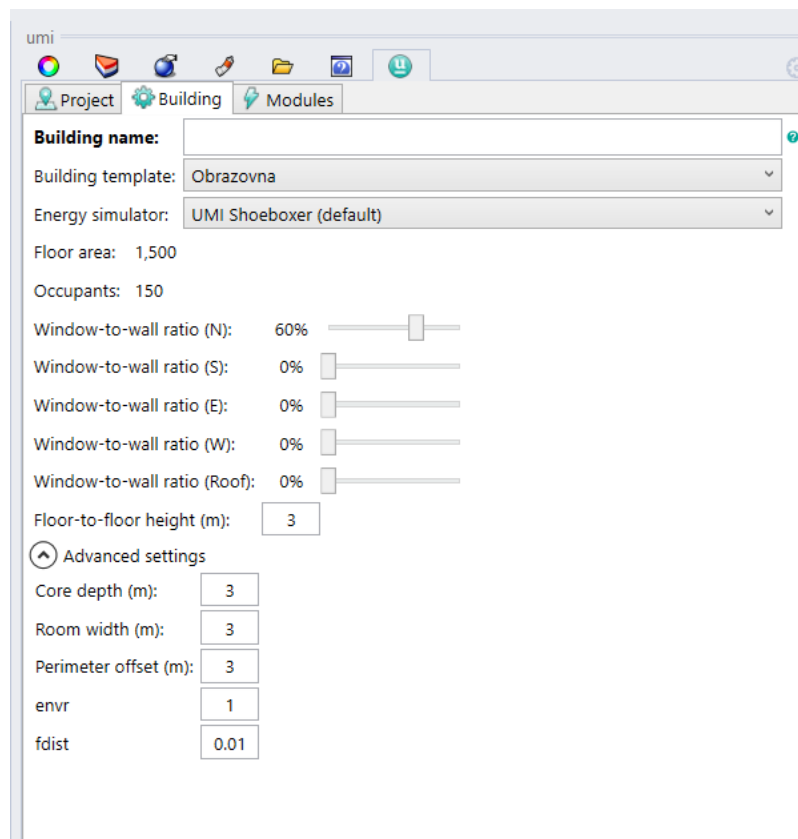 umi
Project Building Modules
Building name:
Building template: Obrazovna
Energy simulator: UMI Shoeboxer (default)
Floor area: 1,500
Occupants: 150
Window-to-wall ratio (N): 60%
Window-to-wall ratio (S): 0%
Window-to-wall ratio (E): 0%
Window-to-wall ratio (W): 0%
Window-to-wall ratio (Roof): 0%
Floor-to-floor height (m): 3
Advanced settings
Core depth (m): 3
Room width (m): 3
Perimeter offset (m): 3
envr 1
fdist 0.01